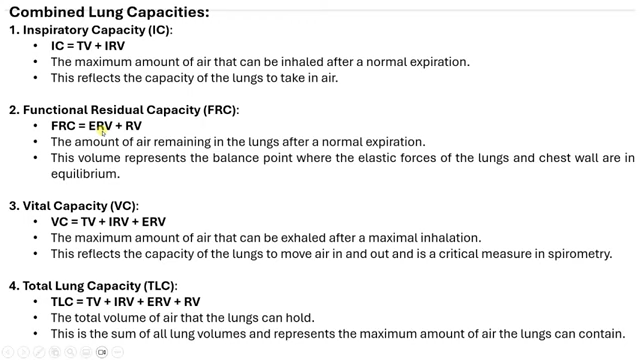 Combined Lung Capacities:
1. Inspiratory Capacity (IC):
• IC = TV + IRV
• The maximum amount of air that can be inhaled after a normal expiration.
• This reflects the capacity of the lungs to take in air.
2. Functional Residual Capacity (FRC):
• FRC = ERV + RV
• The amount of air remaining in the lungs after a normal expiration.
• This volume represents the balance point where the elastic forces of the lungs and chest wall are in
equilibrium.
3. Vital Capacity (VC):
• VC = TV + IRV + ERV
• The maximum amount of air that can be exhaled after a maximal inhalation.
• This reflects the capacity of the lungs to move air in and out and is a critical measure in spirometry.
4. Total Lung Capacity (TLC):
• TLC = TV + IRV + ERV + RV
• The total volume of air that the lungs can hold.
• This is the sum of all lung volumes and represents the maximum amount of air the lungs can contain.